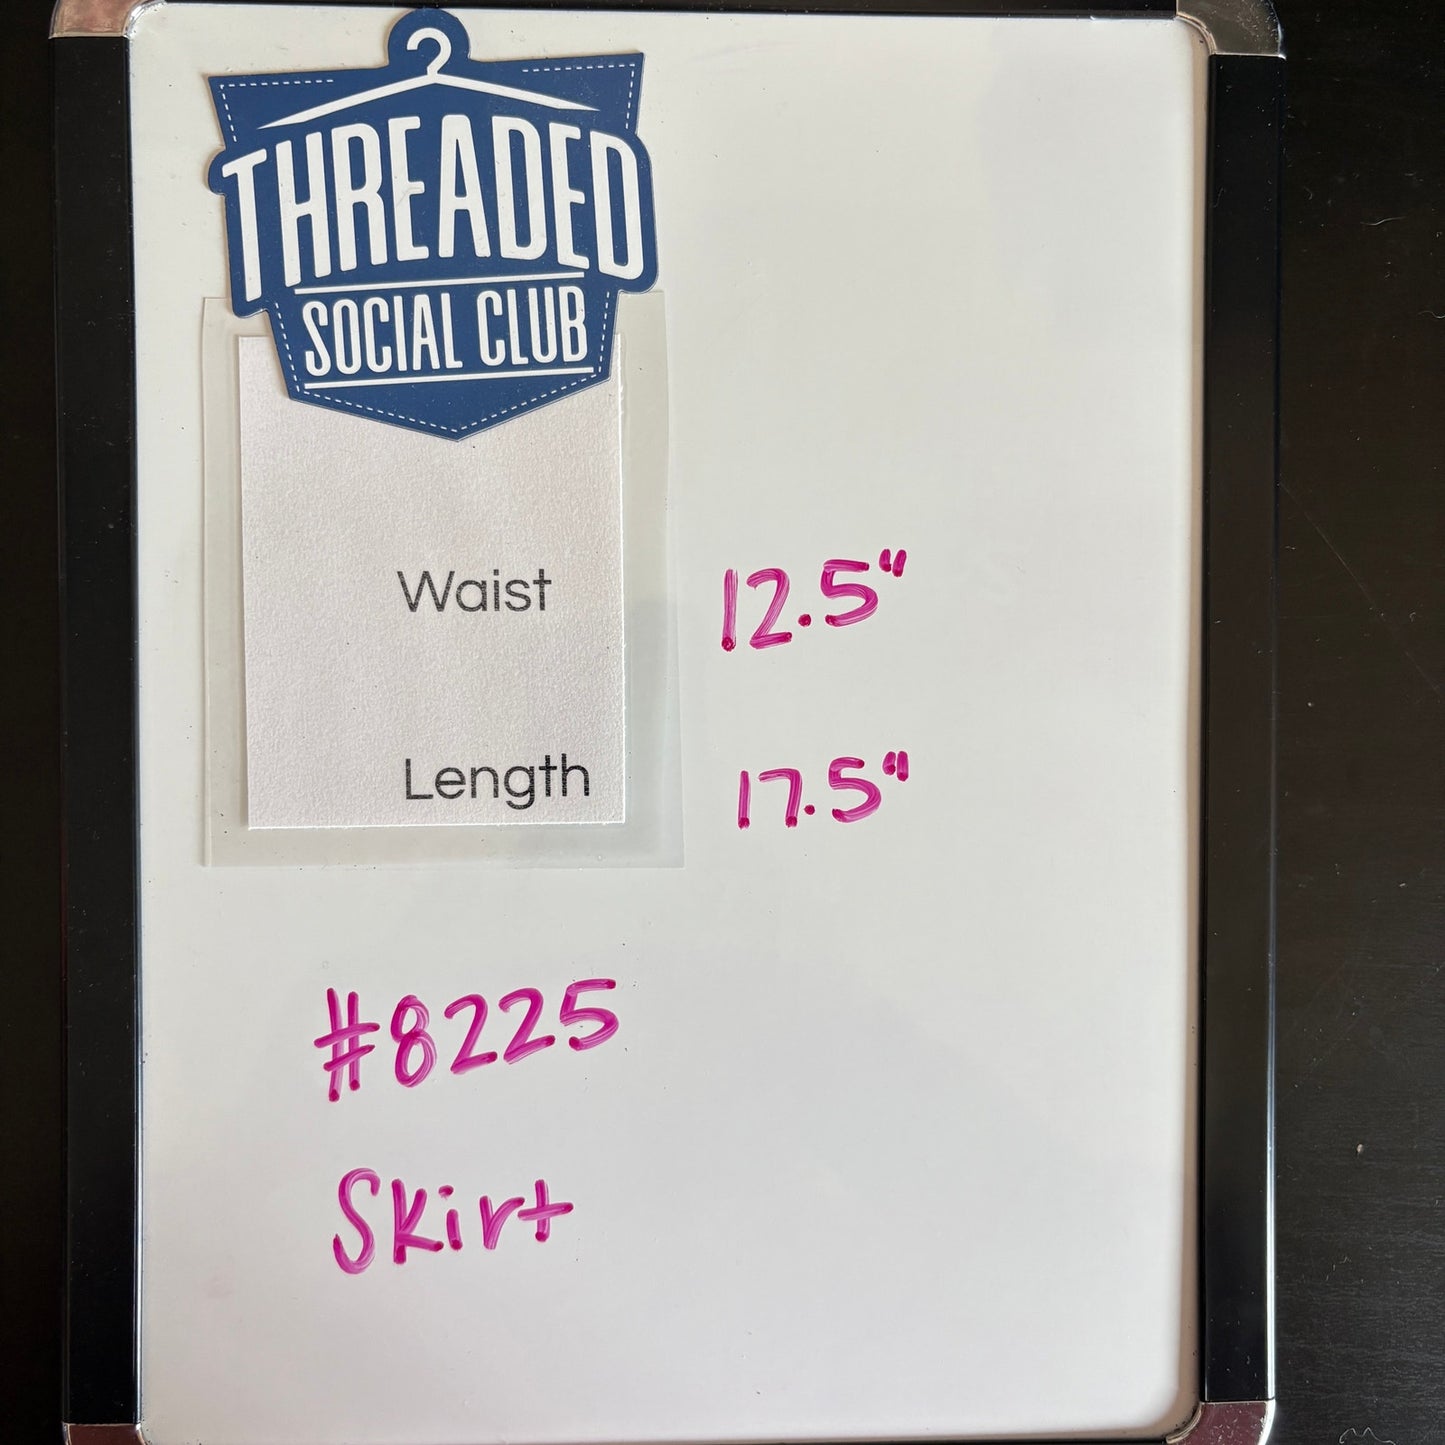 THREADED
SOCIAL CLUB
Waist 12.5"
Length 17.5"
#8225
Skirt